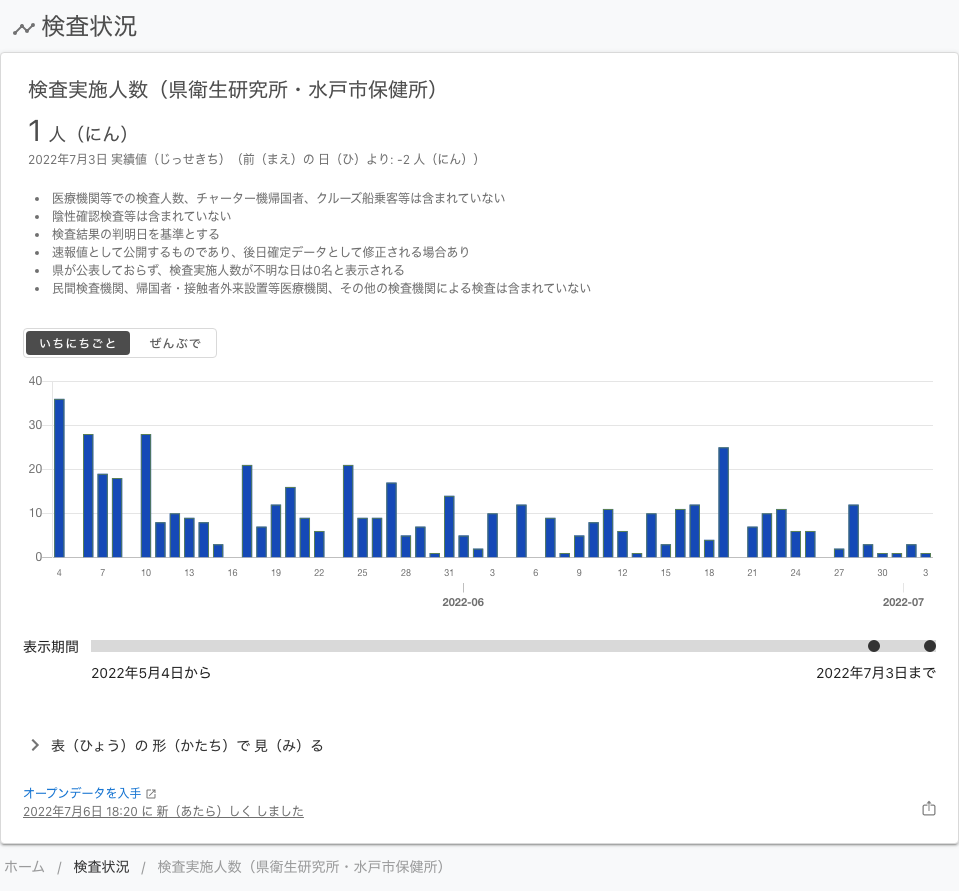 検査状況
検査実施人数（県衛生研究所・水戸市保健所）
1 人（にん）
2022年7月3日 実績値（じっせきち）（前（まえ）の 日（ひ）より: -2 人（にん））
医療機関等での検査人数、チャーター機帰国者、クルーズ船乗客等は含まれていない
陰性確認検査等は含まれていない
検査結果の判明日を基準とする
速報値として公開するものであり、後日確定データとして修正される場合あり
県が公表しておらず、検査実施人数が不明な日は0名と表示される
民間検査機関、帰国者・接触者外来設置等医療機関、その他の検査機関による検査は含まれていない
いちにちごと ぜんぶで
40
30
20
10
0
4 7 10 13 16 19 22 25 28 31 3 6 9 12 15 18 21 24 27 30 3
2022-06 2022-07
表示期間
2022年5月4日から 2022年7月3日まで
表（ひょう）の 形（かたち）で 見（み）る
オープンデータを入手
2022年7月6日 18:20 に 新（あたら）しく しました
ホーム / 検査状況 / 検査実施人数（県衛生研究所・水戸市保健所）